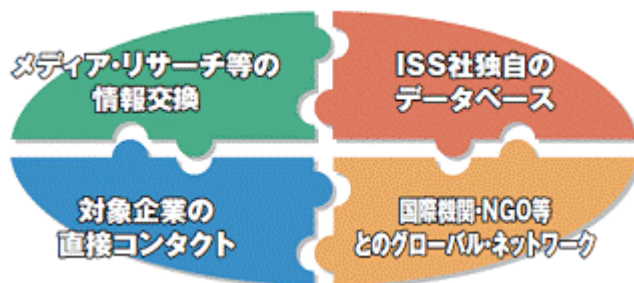 メディア・リサーチ等の
情報交換
ISS社独自の
データベース
対象企業の
直接コンタクト
国際機関・NGO等
とのグローバル・ネットワーク